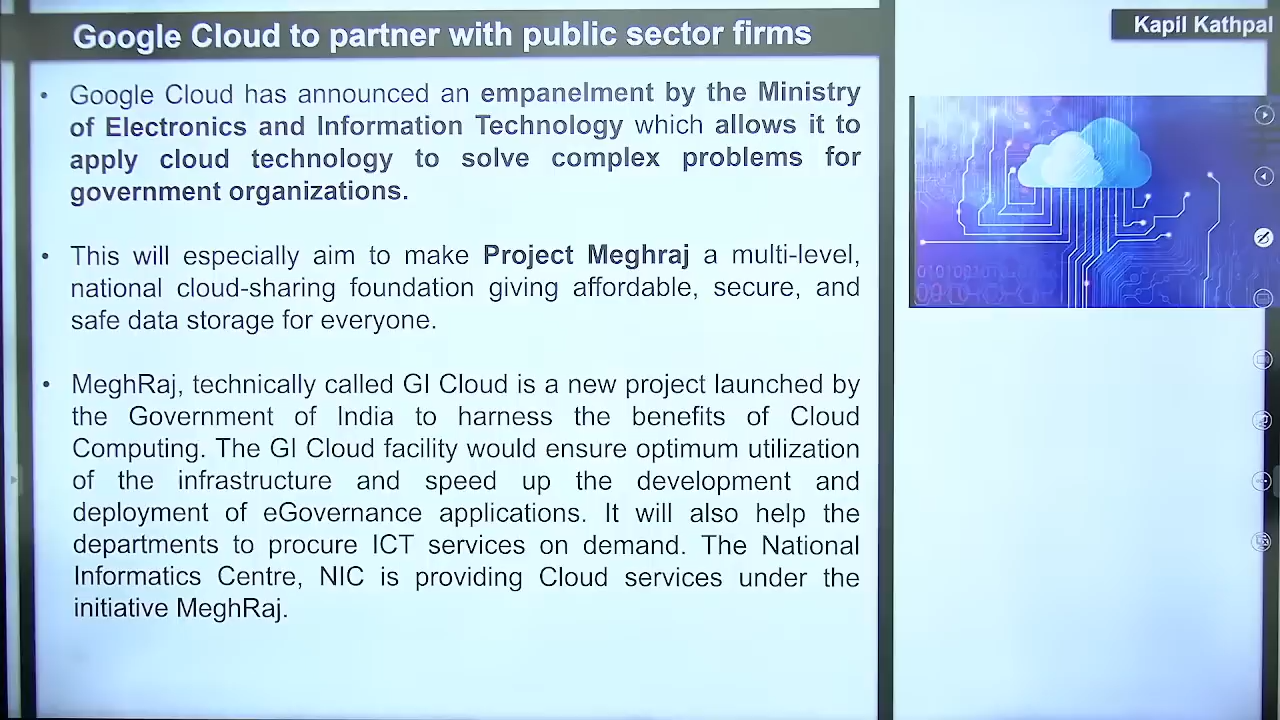 Google Cloud to partner with public sector firms
Kapil Kathpal
• Google Cloud has announced an empanelment by the Ministry
of Electronics and Information Technology which allows it to
apply cloud technology to solve complex problems for
government organizations.
• This will especially aim to make Project Meghraj a multi-level,
national cloud-sharing foundation giving affordable, secure, and
safe data storage for everyone.
• MeghRaj, technically called GI Cloud is a new project launched by
the Government of India to harness the benefits of Cloud
Computing. The GI Cloud facility would ensure optimum utilization
of the infrastructure and speed up the development and
deployment of eGovernance applications. It will also help the
departments to procure ICT services on demand. The National
Informatics Centre, NIC is providing Cloud services under the
initiative MeghRaj.